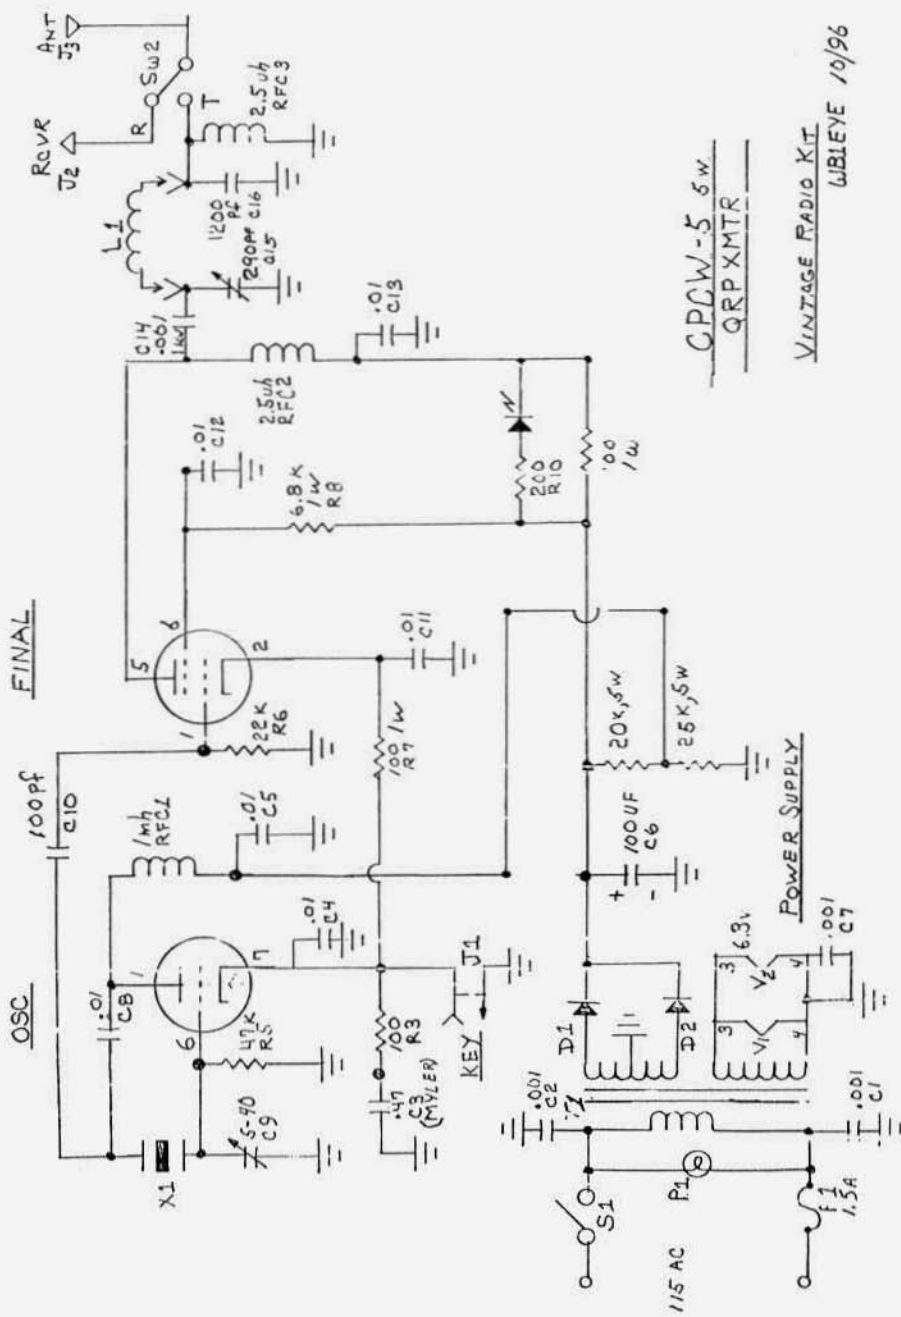 OSC
FINAL
100pf
C10
X1
.01
C8
1mh
RFC1
1
6
7
47K
R5
5-40
C9
.01
C4
.01
C5
1
5
6
2
22K
R6
.01
C12
C14
.001
1KV
L1
RCVR
J2
ANT
J3
R
T
SW2
290pf
C15
1200
pf
C16
2.5uh
RFC3
2.5uh
RFC2
.01
C13
6.8K
1W
R8
.47
C3
(MYLER)
100
R3
KEY
J1
100
1W
R7
.01
C11
200
R10
1W
115 AC
S1
P1
F1
1.5A
.001
C2
.001
C1
D1
D2
3
4
V1
3
4
V2
6.3V
.001
C7
+
-
100UF
C6
20K,5W
25K,5W
POWER SUPPLY
CPCW-5 5W
QRP XMTR
VINTAGE RADIO KIT
WB1EYE 10/96